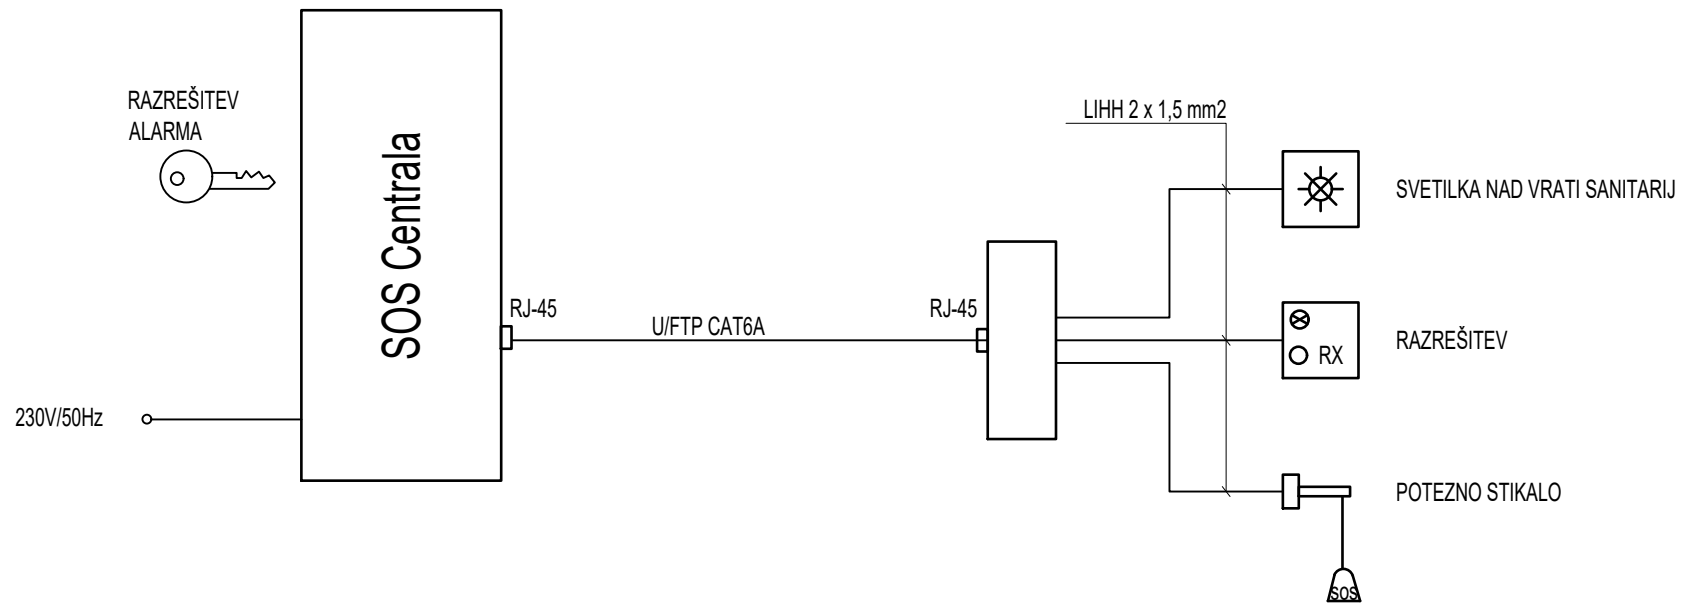 RAZREŠITEV
ALARMA
SOS Centrala
230V/50Hz
RJ-45
U/FTP CAT6A
RJ-45
LIHH 2 x 1,5 mm2
SVETILKA NAD VRATI SANITARIJ
RX
RAZREŠITEV
POTEZNO STIKALO
SOS